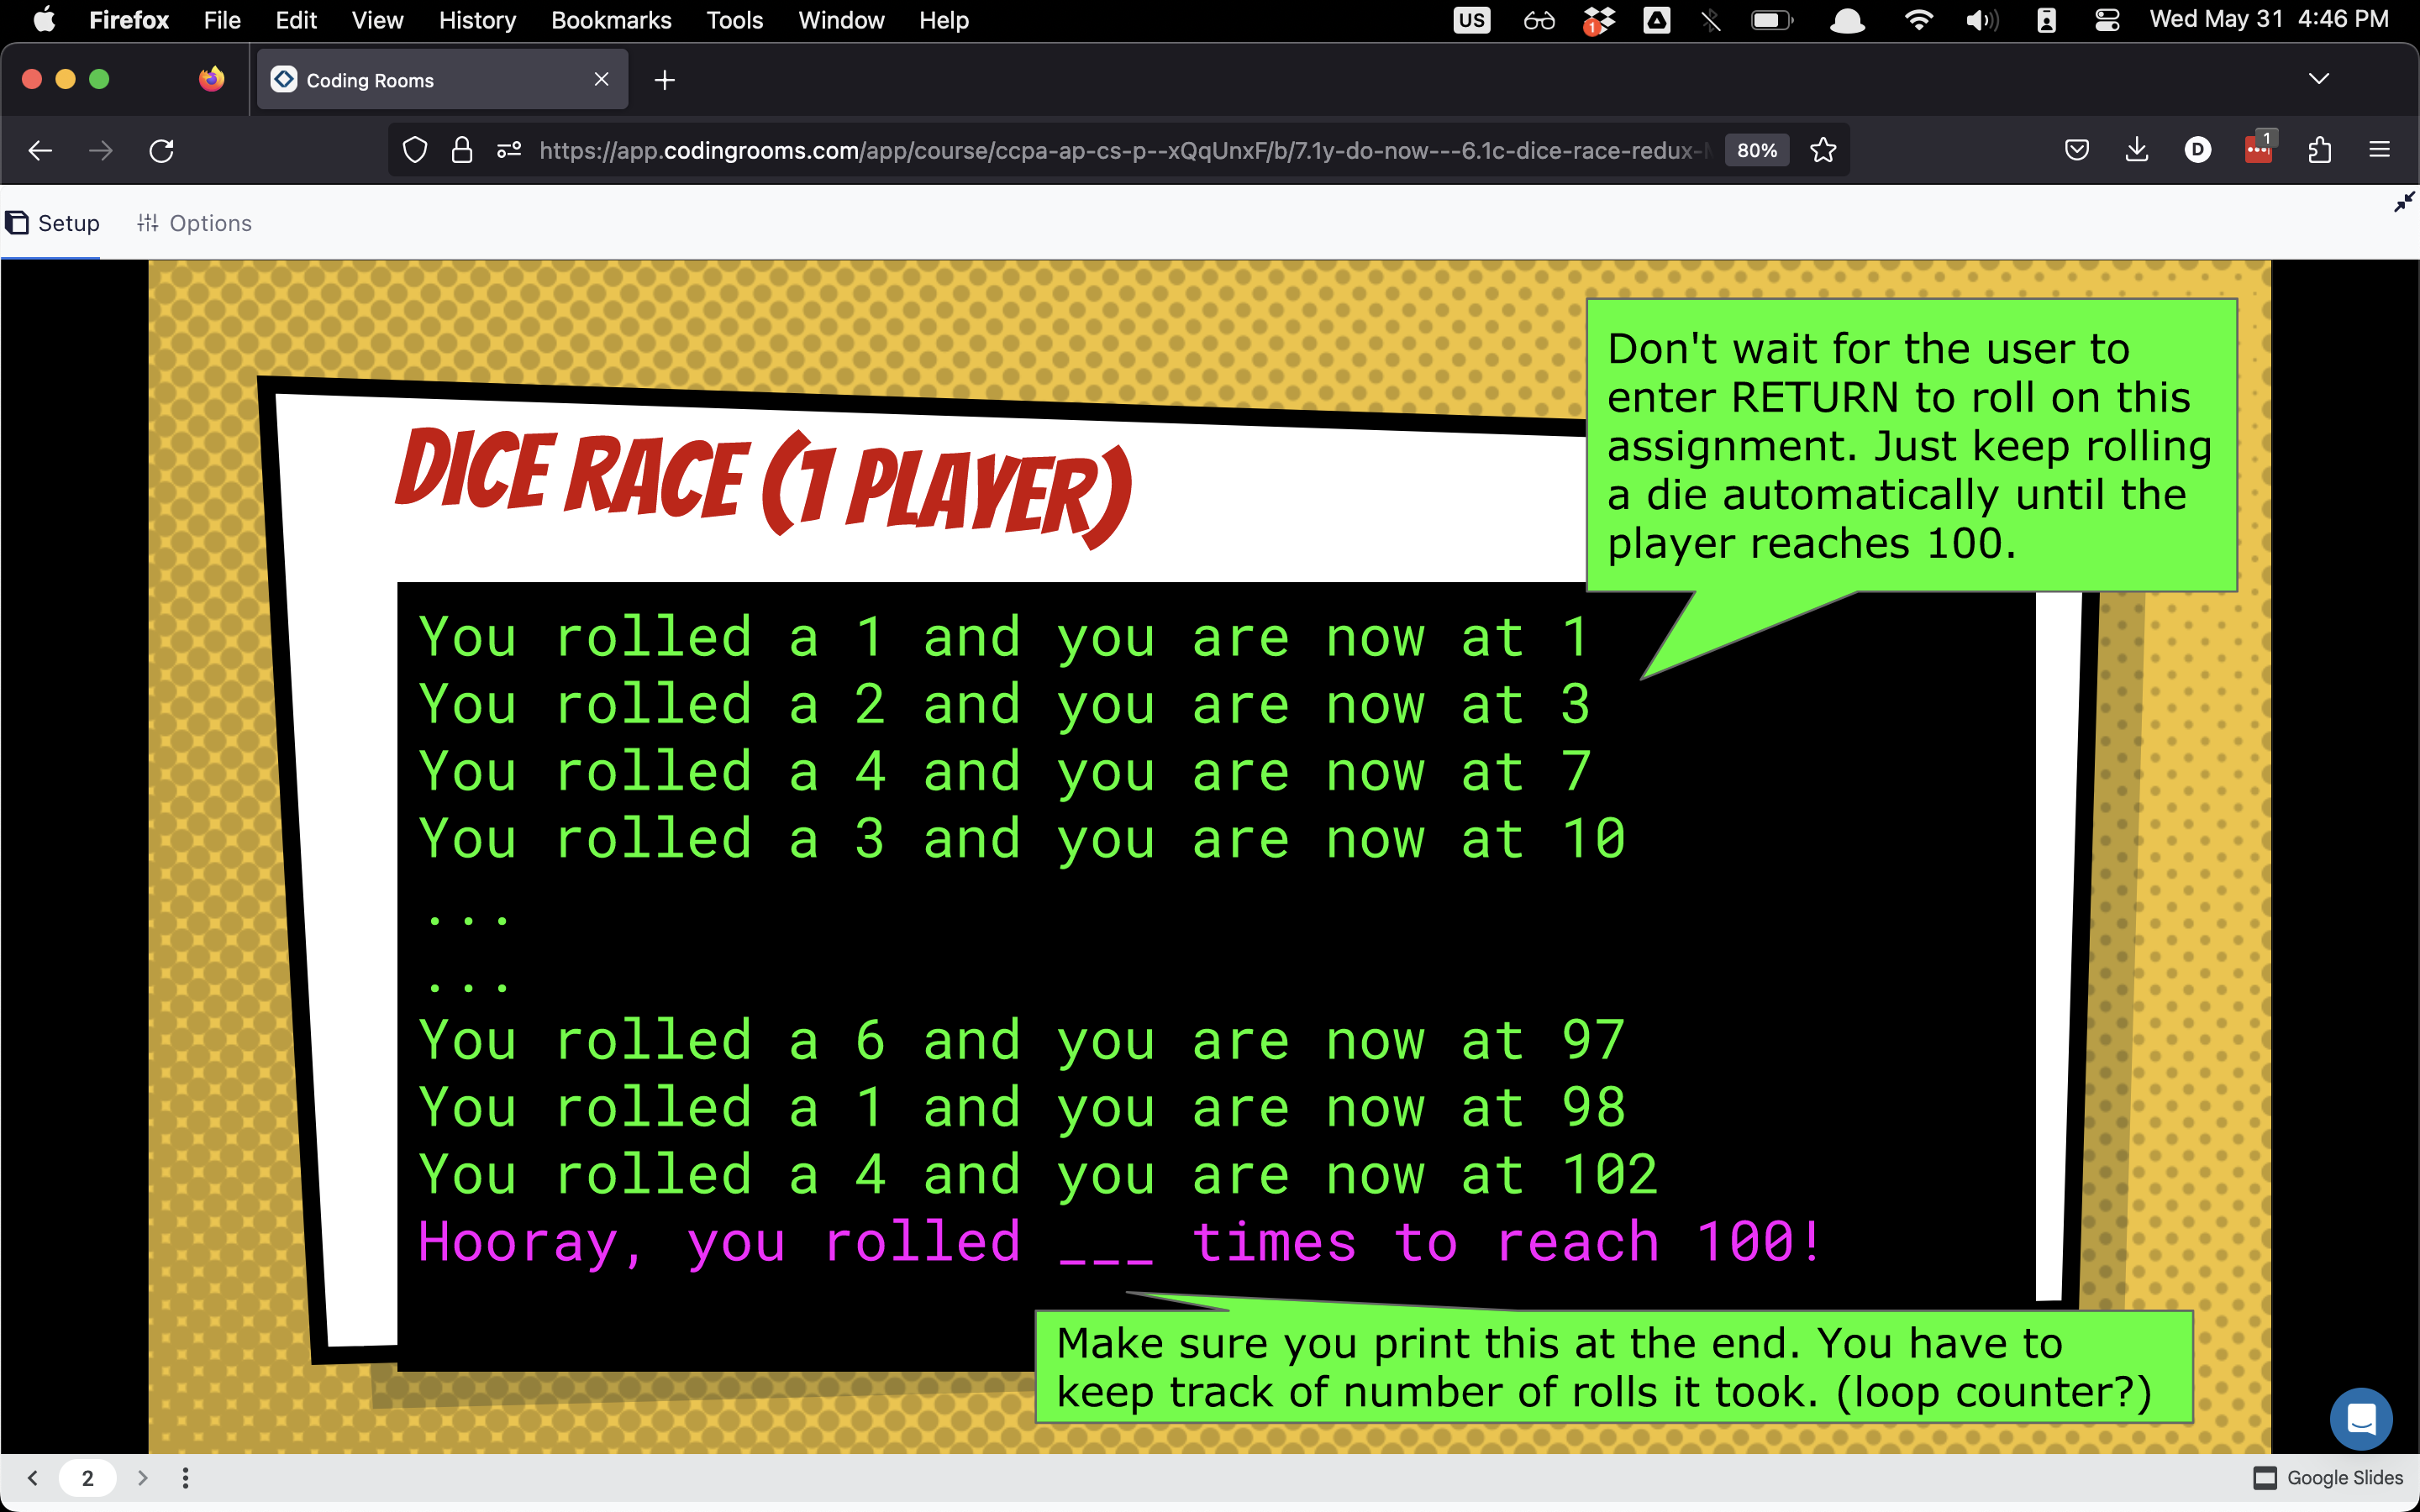 Firefox File Edit View History Bookmarks Tools Window Help US 1 Wed May 31 4:46 PM
Coding Rooms
https://app.codingrooms.com/app/course/ccpa-ap-cs-p--xQqUnxF/b/7.1y-do-now---6.1c-dice-race-redux- 80% D 1
Setup Options
Don't wait for the user to
enter RETURN to roll on this
assignment. Just keep rolling
a die automatically until the
player reaches 100.
DICE RACE (1 PLAYER)
You rolled a 1 and you are now at 1
You rolled a 2 and you are now at 3
You rolled a 4 and you are now at 7
You rolled a 3 and you are now at 10
...
...
You rolled a 6 and you are now at 97
You rolled a 1 and you are now at 98
You rolled a 4 and you are now at 102
Hooray, you rolled ___ times to reach 100!
Make sure you print this at the end. You have to
keep track of number of rolls it took. (loop counter?)
2 Google Slides